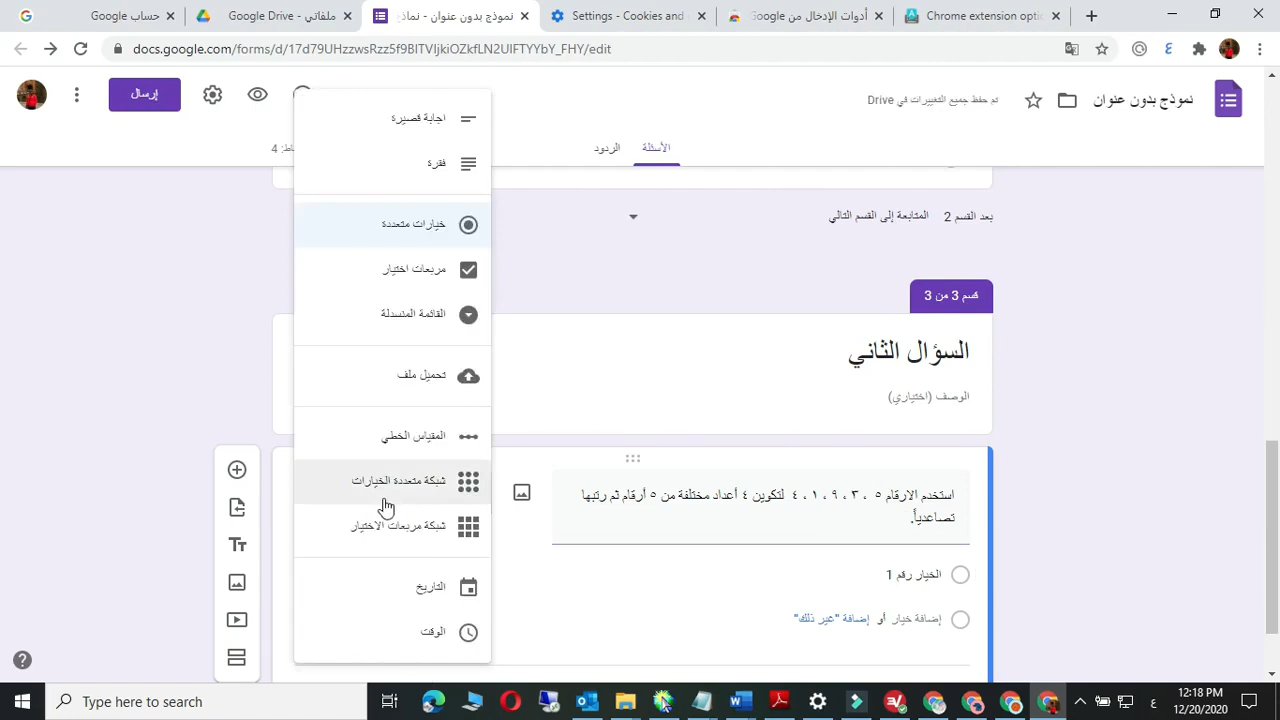 حساب Google
ملفاتي - Google Drive
نموذج بدون عنوان - نماذج
Settings - Cookies and
أدوات الإدخال من Google
Chrome extension opti
docs.google.com/forms/d/17d79UHzzwsRzz5f9BITVIjkiOZkfLN2UIFTYYbY_FHY/edit
نموذج بدون عنوان
تم حفظ جميع التغييرات في Drive
إرسال
الأسئلة
الردود
4
اجابة قصيرة
فقرة
خيارات متعددة
مربعات اختيار
القائمة المنسدلة
تحميل ملف
المقياس الخطي
شبكة متعددة الخيارات
شبكة مربعات الاختيار
التاريخ
الوقت
بعد القسم 2 المتابعة إلى القسم التالي
قسم 3 من 3
السؤال الثاني
الوصف (اختياري)
استخدم الارقام ٥ ، ٣ ، ٩ ، ١ ، ٤ لتكوين ٤ أعداد مختلفة من ٥ أرقام ثم رتبها
تصاعدياً.
الخيار رقم 1
إضافة خيار أو إضافة "غير ذلك"
Type here to search
ع
12:18 PM
12/20/2020